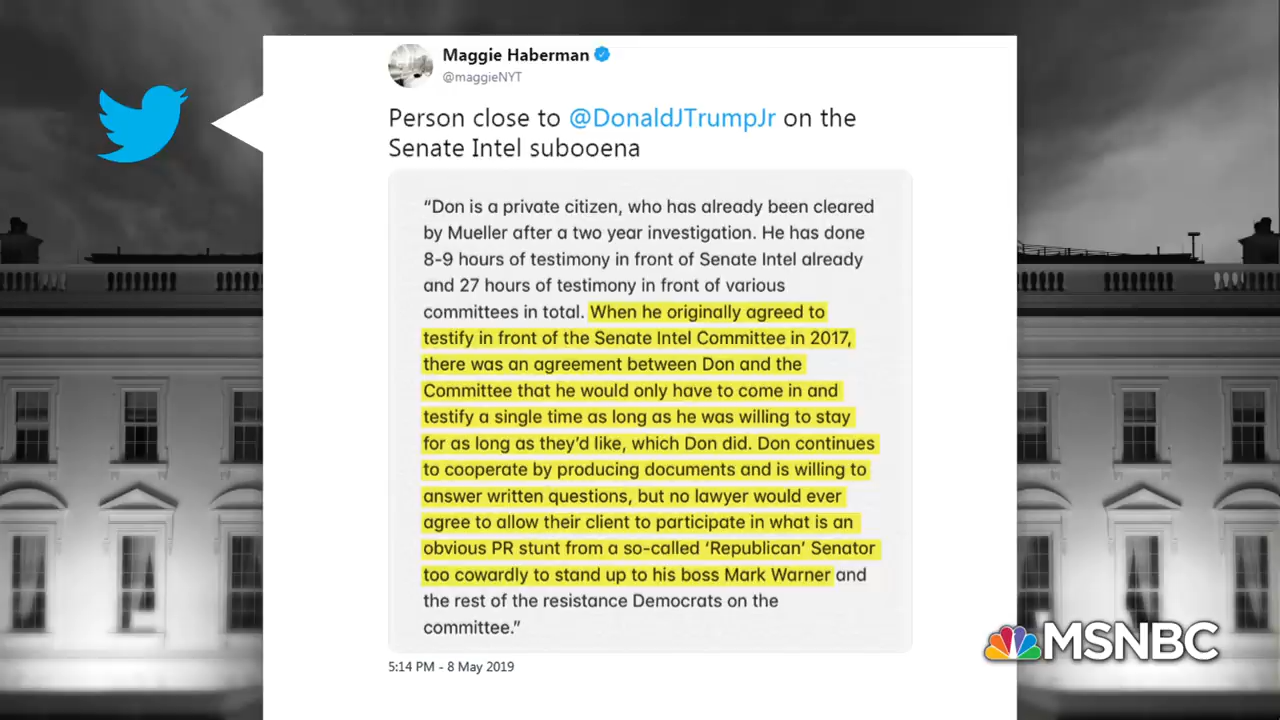 Maggie Haberman
@maggieNYT
Person close to @DonaldJTrumpJr on the
Senate Intel subooena
“Don is a private citizen, who has already been cleared
by Mueller after a two year investigation. He has done
8-9 hours of testimony in front of Senate Intel already
and 27 hours of testimony in front of various
committees in total. When he originally agreed to
testify in front of the Senate Intel Committee in 2017,
there was an agreement between Don and the
Committee that he would only have to come in and
testify a single time as long as he was willing to stay
for as long as they’d like, which Don did. Don continues
to cooperate by producing documents and is willing to
answer written questions, but no lawyer would ever
agree to allow their client to participate in what is an
obvious PR stunt from a so-called ‘Republican’ Senator
too cowardly to stand up to his boss Mark Warner and
the rest of the resistance Democrats on the
committee.”
5:14 PM - 8 May 2019
MSNBC